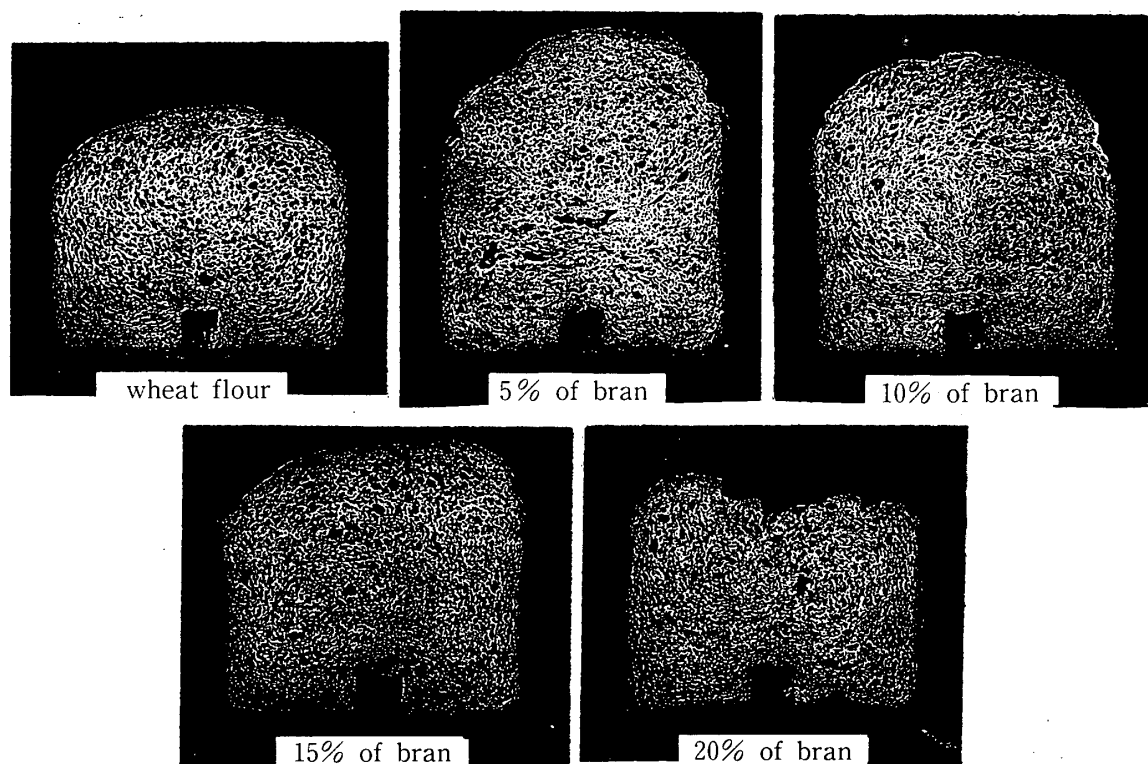 wheat flour
5% of bran
10% of bran
15% of bran
20% of bran